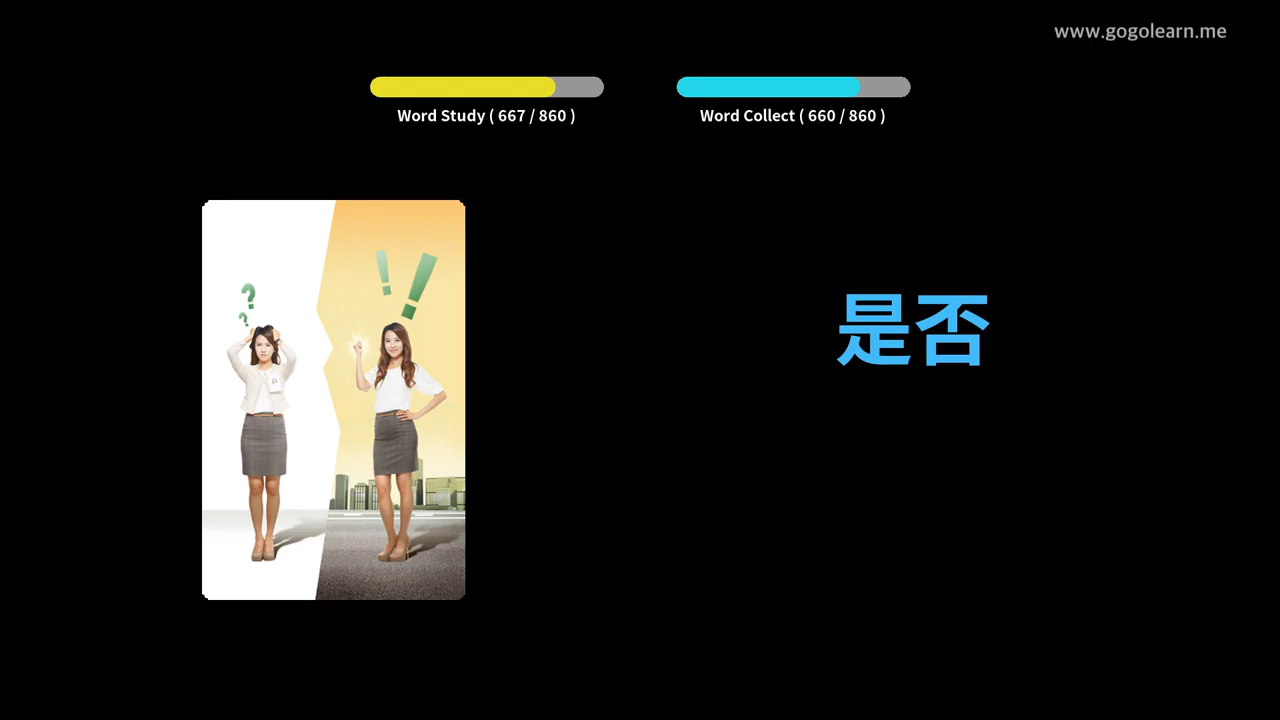 www.gogolearn.me
Word Study ( 667 / 860 )
Word Collect ( 660 / 860 )
? ?
! !
是否